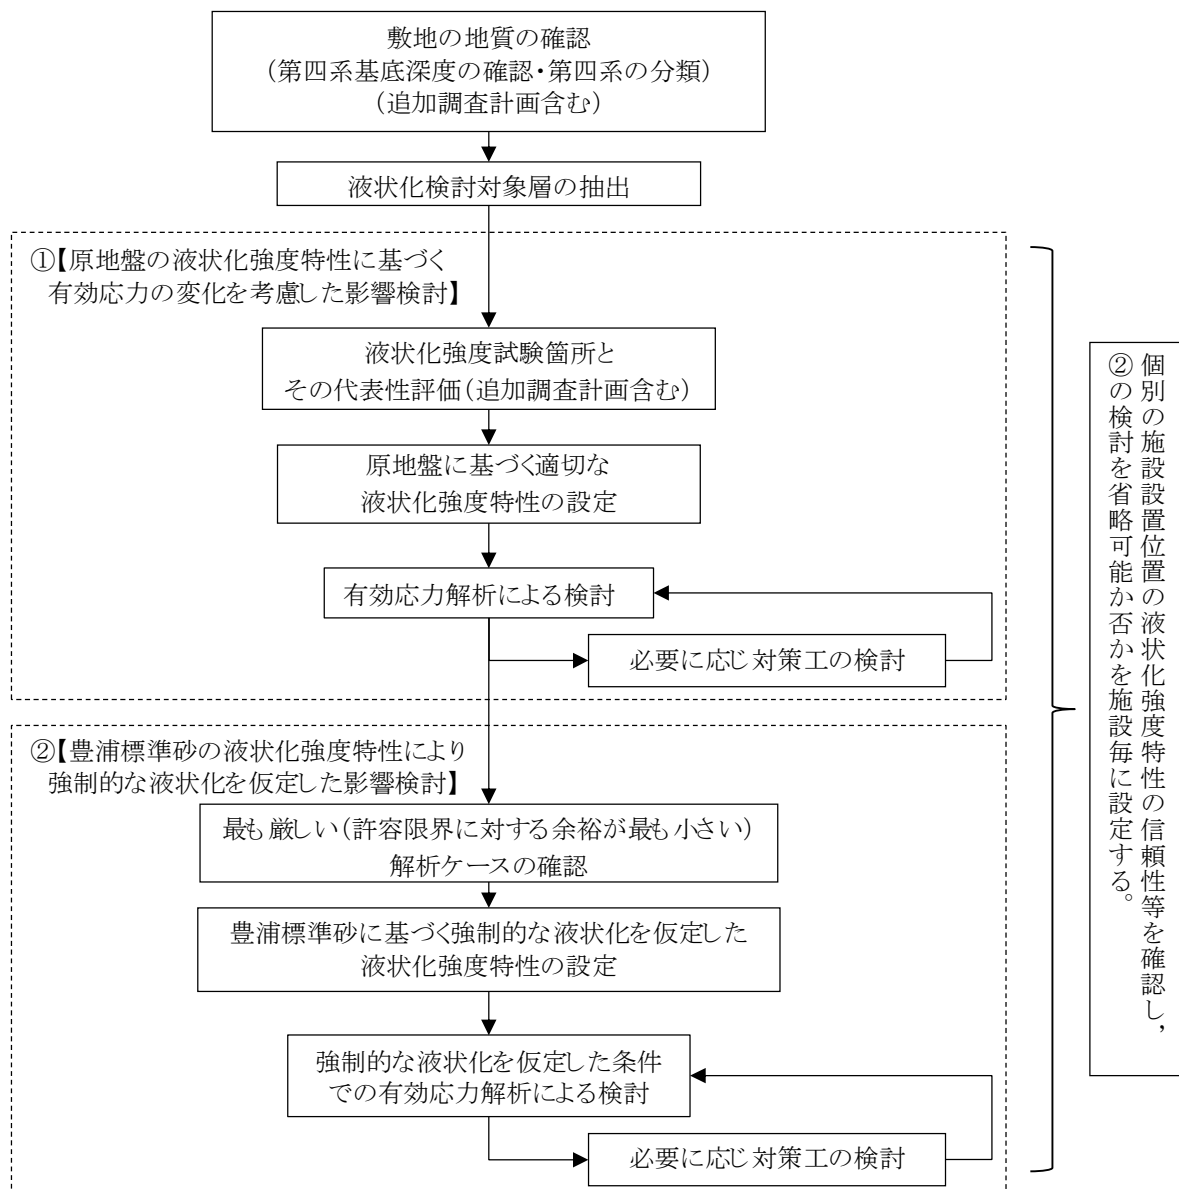 敷地の地質の確認
（第四系基底深度の確認・第四系の分類）
（追加調査計画含む）
液状化検討対象層の抽出
①【原地盤の液状化強度特性に基づく
有効応力の変化を考慮した影響検討】
液状化強度試験箇所と
その代表性評価（追加調査計画含む）
原地盤に基づく適切な
液状化強度特性の設定
有効応力解析による検討
必要に応じ対策工の検討
②【豊浦標準砂の液状化強度特性により
強制的な液状化を仮定した影響検討】
最も厳しい（許容限界に対する余裕が最も小さい）
解析ケースの確認
豊浦標準砂に基づく強制的な液状化を仮定した
液状化強度特性の設定
強制的な液状化を仮定した条件
での有効応力解析による検討
必要に応じ対策工の検討
個別の施設設置位置の液状化強度特性の信頼性等を確認し，
②の検討を省略可能か否かを施設毎に設定する。